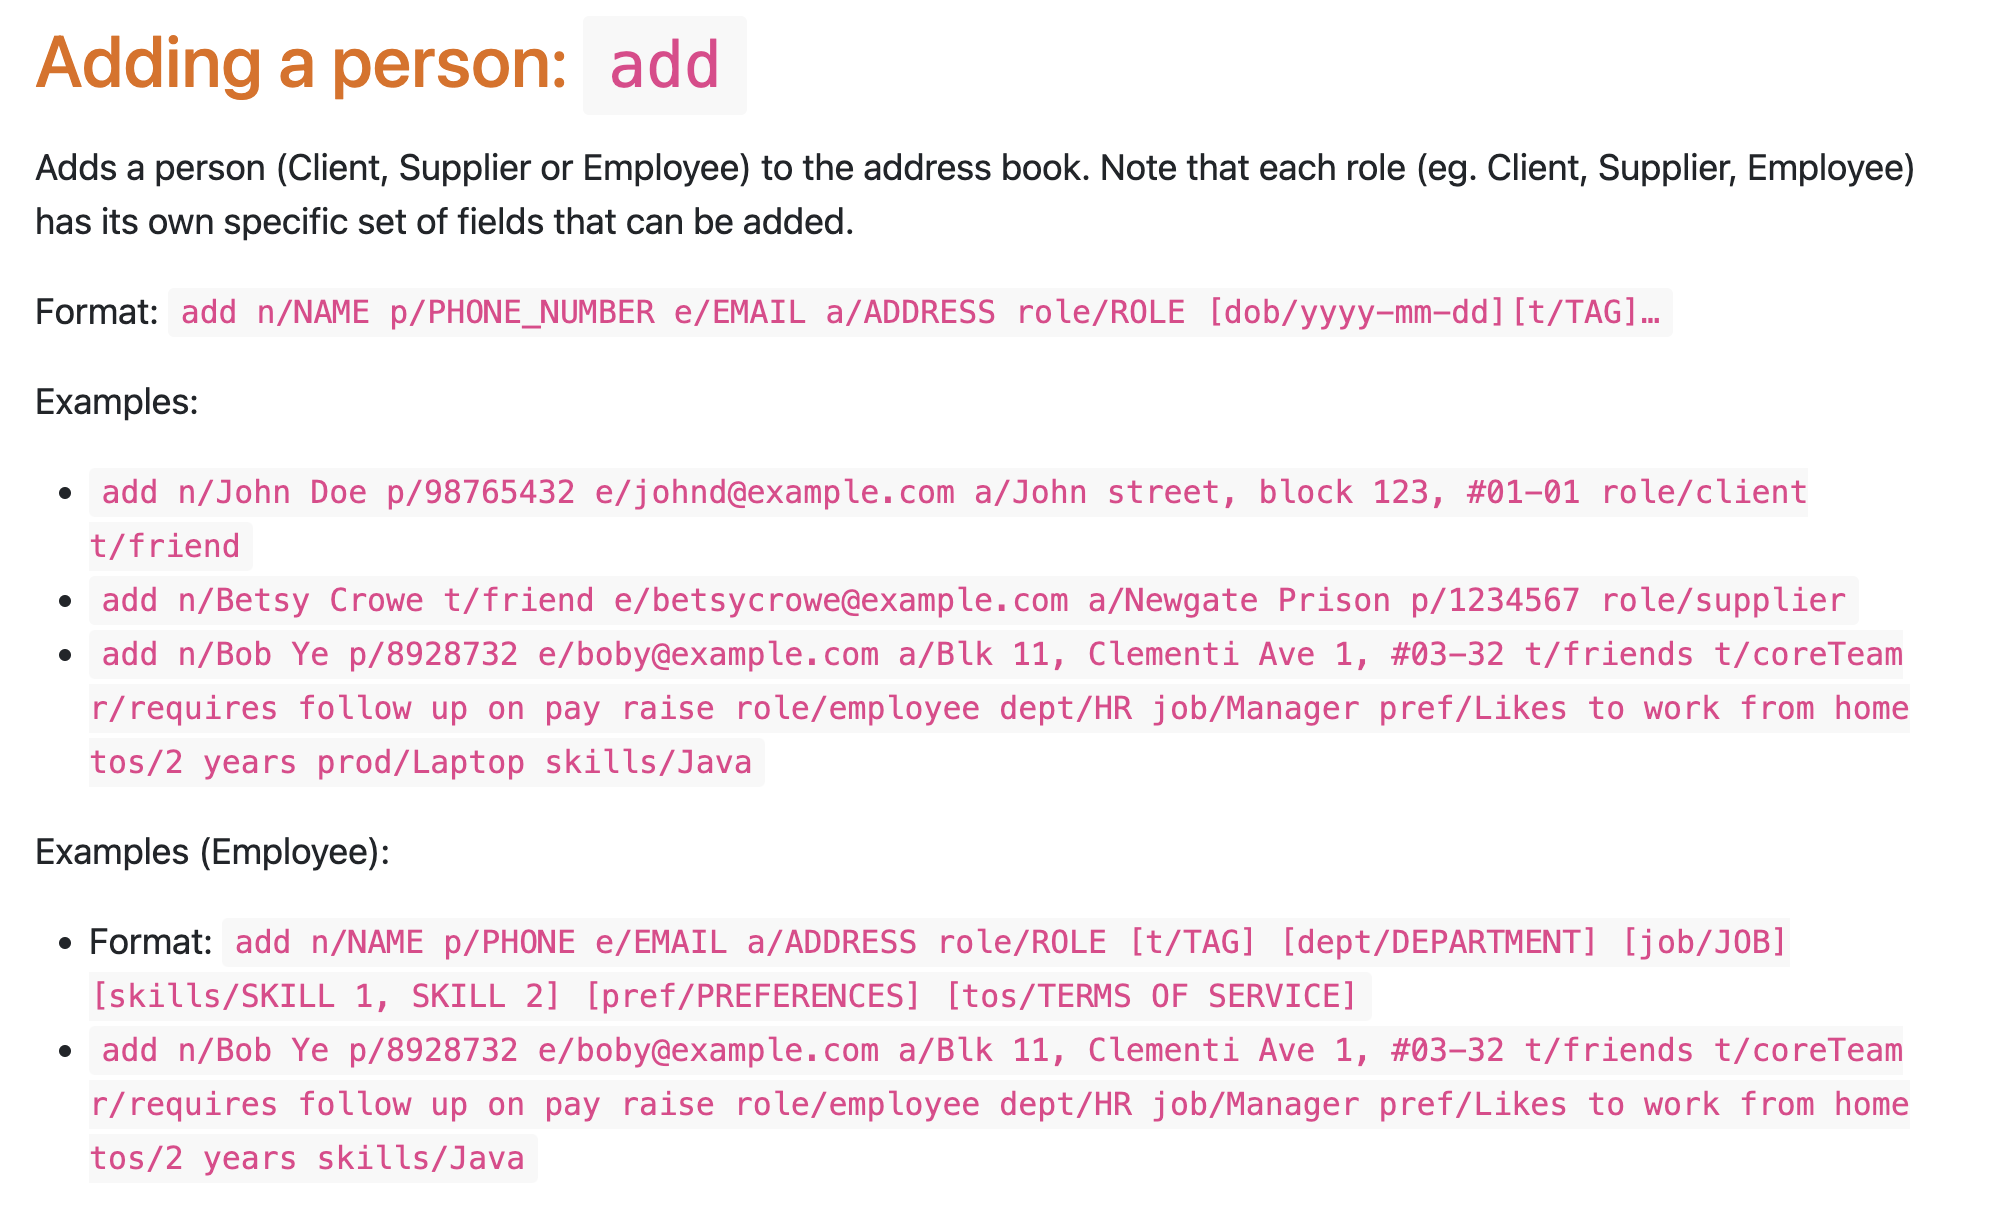 Adding a person: add
Adds a person (Client, Supplier or Employee) to the address book. Note that each role (eg. Client, Supplier, Employee)
has its own specific set of fields that can be added.
Format: add n/NAME p/PHONE_NUMBER e/EMAIL a/ADDRESS role/ROLE [dob/yyyy-mm-dd][t/TAG]…
Examples:
• add n/John Doe p/98765432 e/johnd@example.com a/John street, block 123, #01-01 role/client
t/friend
• add n/Betsy Crowe t/friend e/betsycrowe@example.com a/Newgate Prison p/1234567 role/supplier
• add n/Bob Ye p/8928732 e/boby@example.com a/Blk 11, Clementi Ave 1, #03-32 t/friends t/coreTeam
r/requires follow up on pay raise role/employee dept/HR job/Manager pref/Likes to work from home
tos/2 years prod/Laptop skills/Java
Examples (Employee):
• Format: add n/NAME p/PHONE e/EMAIL a/ADDRESS role/ROLE [t/TAG] [dept/DEPARTMENT] [job/JOB]
[skills/SKILL 1, SKILL 2] [pref/PREFERENCES] [tos/TERMS OF SERVICE]
• add n/Bob Ye p/8928732 e/boby@example.com a/Blk 11, Clementi Ave 1, #03-32 t/friends t/coreTeam
r/requires follow up on pay raise role/employee dept/HR job/Manager pref/Likes to work from home
tos/2 years skills/Java